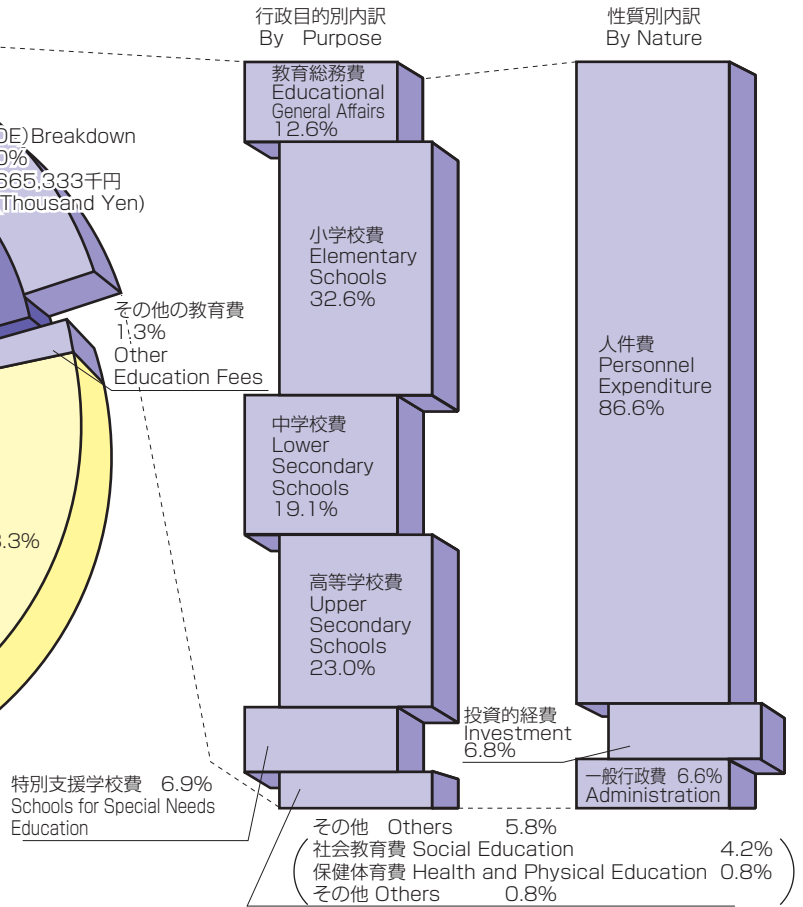 行政目的別内訳
By Purpose
性質別内訳
By Nature
教育総務費
Educational
General Affairs
12.6%
小学校費
Elementary
Schools
32.6%
中学校費
Lower
Secondary
Schools
19.1%
高等学校費
Upper
Secondary
Schools
23.0%
特別支援学校費 6.9%
Schools for Special Needs
Education
その他 Others 5.8%
社会教育費 Social Education 4.2%
保健体育費 Health and Physical Education 0.8%
その他 Others 0.8%
人件費
Personnel
Expenditure
86.6%
投資的経費
Investment
6.8%
一般行政費 6.6%
Administration
Breakdown
665,333千円
Thousand Yen)
その他の教育費
1.3%
Other
Education Fees
.3%